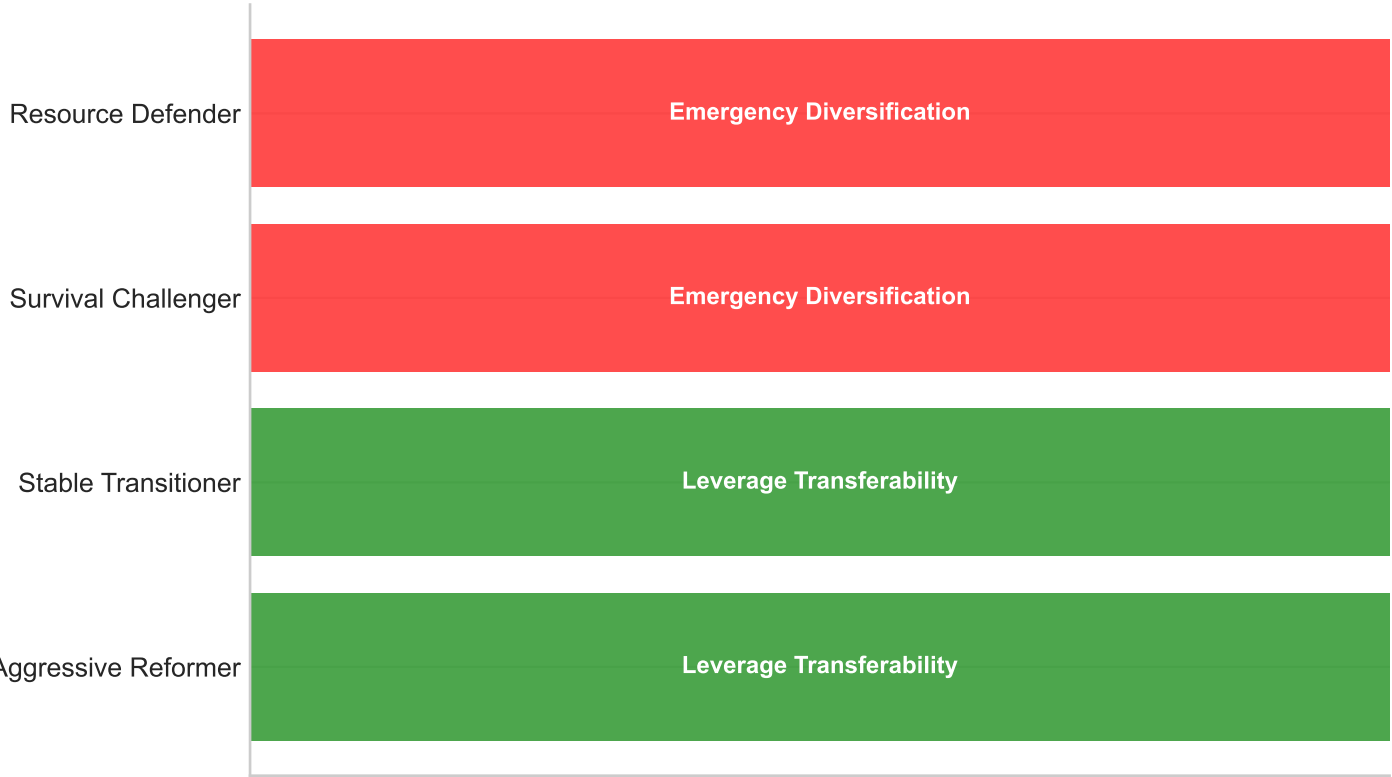 Resource Defender
Emergency Diversification
Survival Challenger
Emergency Diversification
Stable Transitioner
Leverage Transferability
Aggressive Reformer
Leverage Transferability